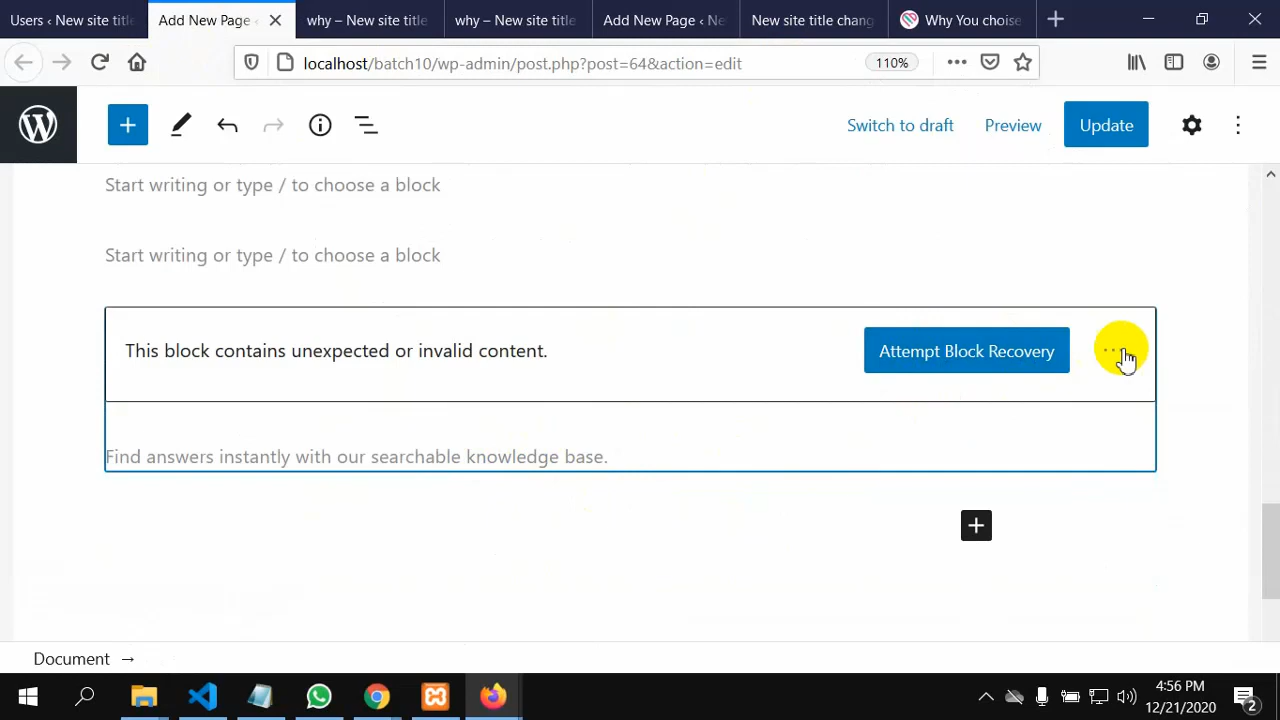 Users ‹ New site title
Add New Page ‹
why – New site title
why – New site title
Add New Page ‹ Ne
New site title chang
Why You choise
localhost/batch10/wp-admin/post.php?post=64&action=edit
110%
Switch to draft
Preview
Update
Start writing or type / to choose a block
Start writing or type / to choose a block
This block contains unexpected or invalid content.
Attempt Block Recovery
Find answers instantly with our searchable knowledge base.
Document →
4:56 PM
12/21/2020
2